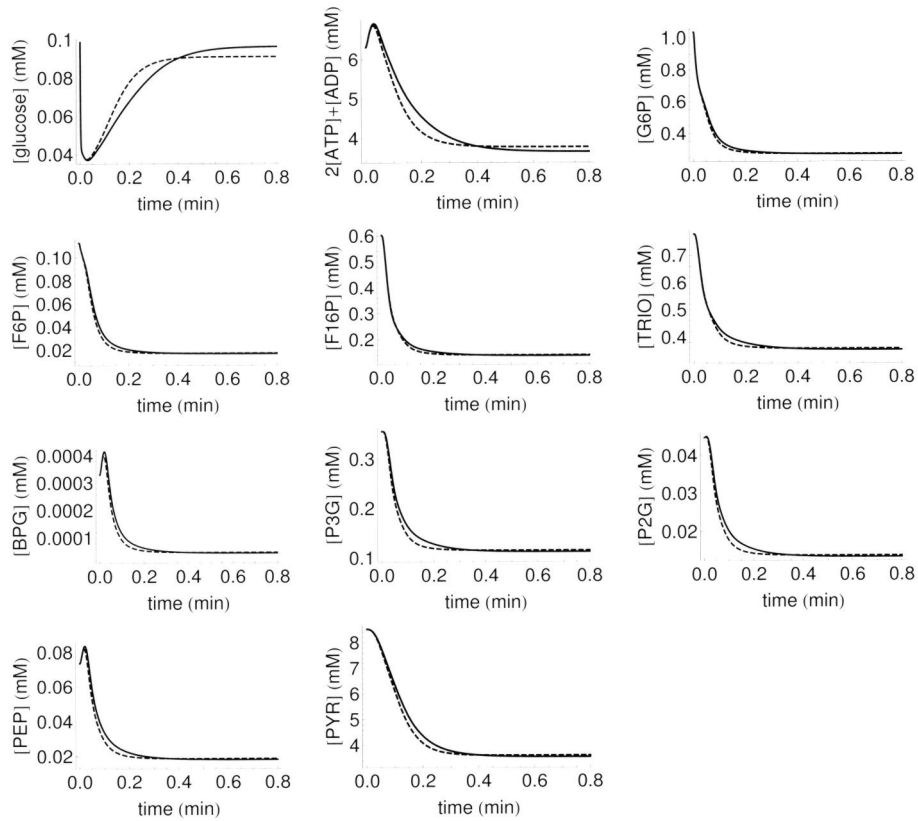 [glucose] (mM)
0.1
0.08
0.06
0.04
0.0 0.2 0.4 0.6 0.8
time (min)
2[ATP]+[ADP] (mM)
6
5
4
0.0 0.2 0.4 0.6 0.8
time (min)
[G6P] (mM)
1.0
0.8
0.6
0.4
0.0 0.2 0.4 0.6 0.8
time (min)
[F6P] (mM)
0.10
0.08
0.06
0.04
0.02
0.0 0.2 0.4 0.6 0.8
time (min)
[F16P] (mM)
0.6
0.5
0.4
0.3
0.2
0.0 0.2 0.4 0.6 0.8
time (min)
[TRIO] (mM)
0.7
0.6
0.5
0.4
0.0 0.2 0.4 0.6 0.8
time (min)
[BPG] (mM)
0.0004
0.0003
0.0002
0.0001
0.0 0.2 0.4 0.6 0.8
time (min)
[P3G] (mM)
0.3
0.2
0.1
0.0 0.2 0.4 0.6 0.8
time (min)
[P2G] (mM)
0.04
0.03
0.02
0.0 0.2 0.4 0.6 0.8
time (min)
[PEP] (mM)
0.08
0.06
0.04
0.02
0.0 0.2 0.4 0.6 0.8
time (min)
[PYR] (mM)
8
7
6
5
4
0.0 0.2 0.4 0.6 0.8
time (min)